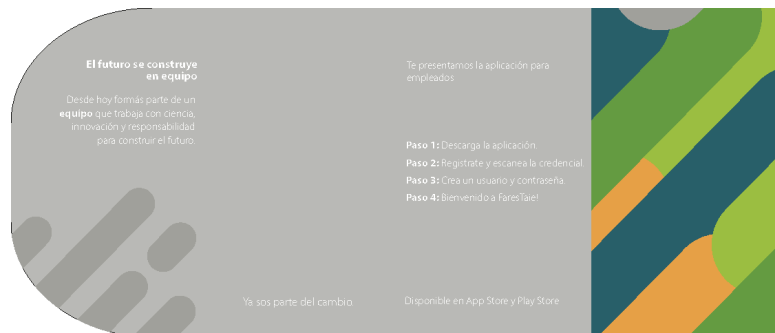 El futuro se construye
en equipo
Desde hoy formás parte de un
equipo que trabaja con ciencia,
innovación y responsabilidad
para construir el futuro.
Ya sos parte del cambio.
Te presentamos la aplicación para
empleados.
Paso 1: Descarga la aplicación.
Paso 2: Registrate y escanea la credencial.
Paso 3: Crea un usuario y contraseña.
Paso 4: Bienvenido a FaresTaie!
Disponible en App Store y Play Store